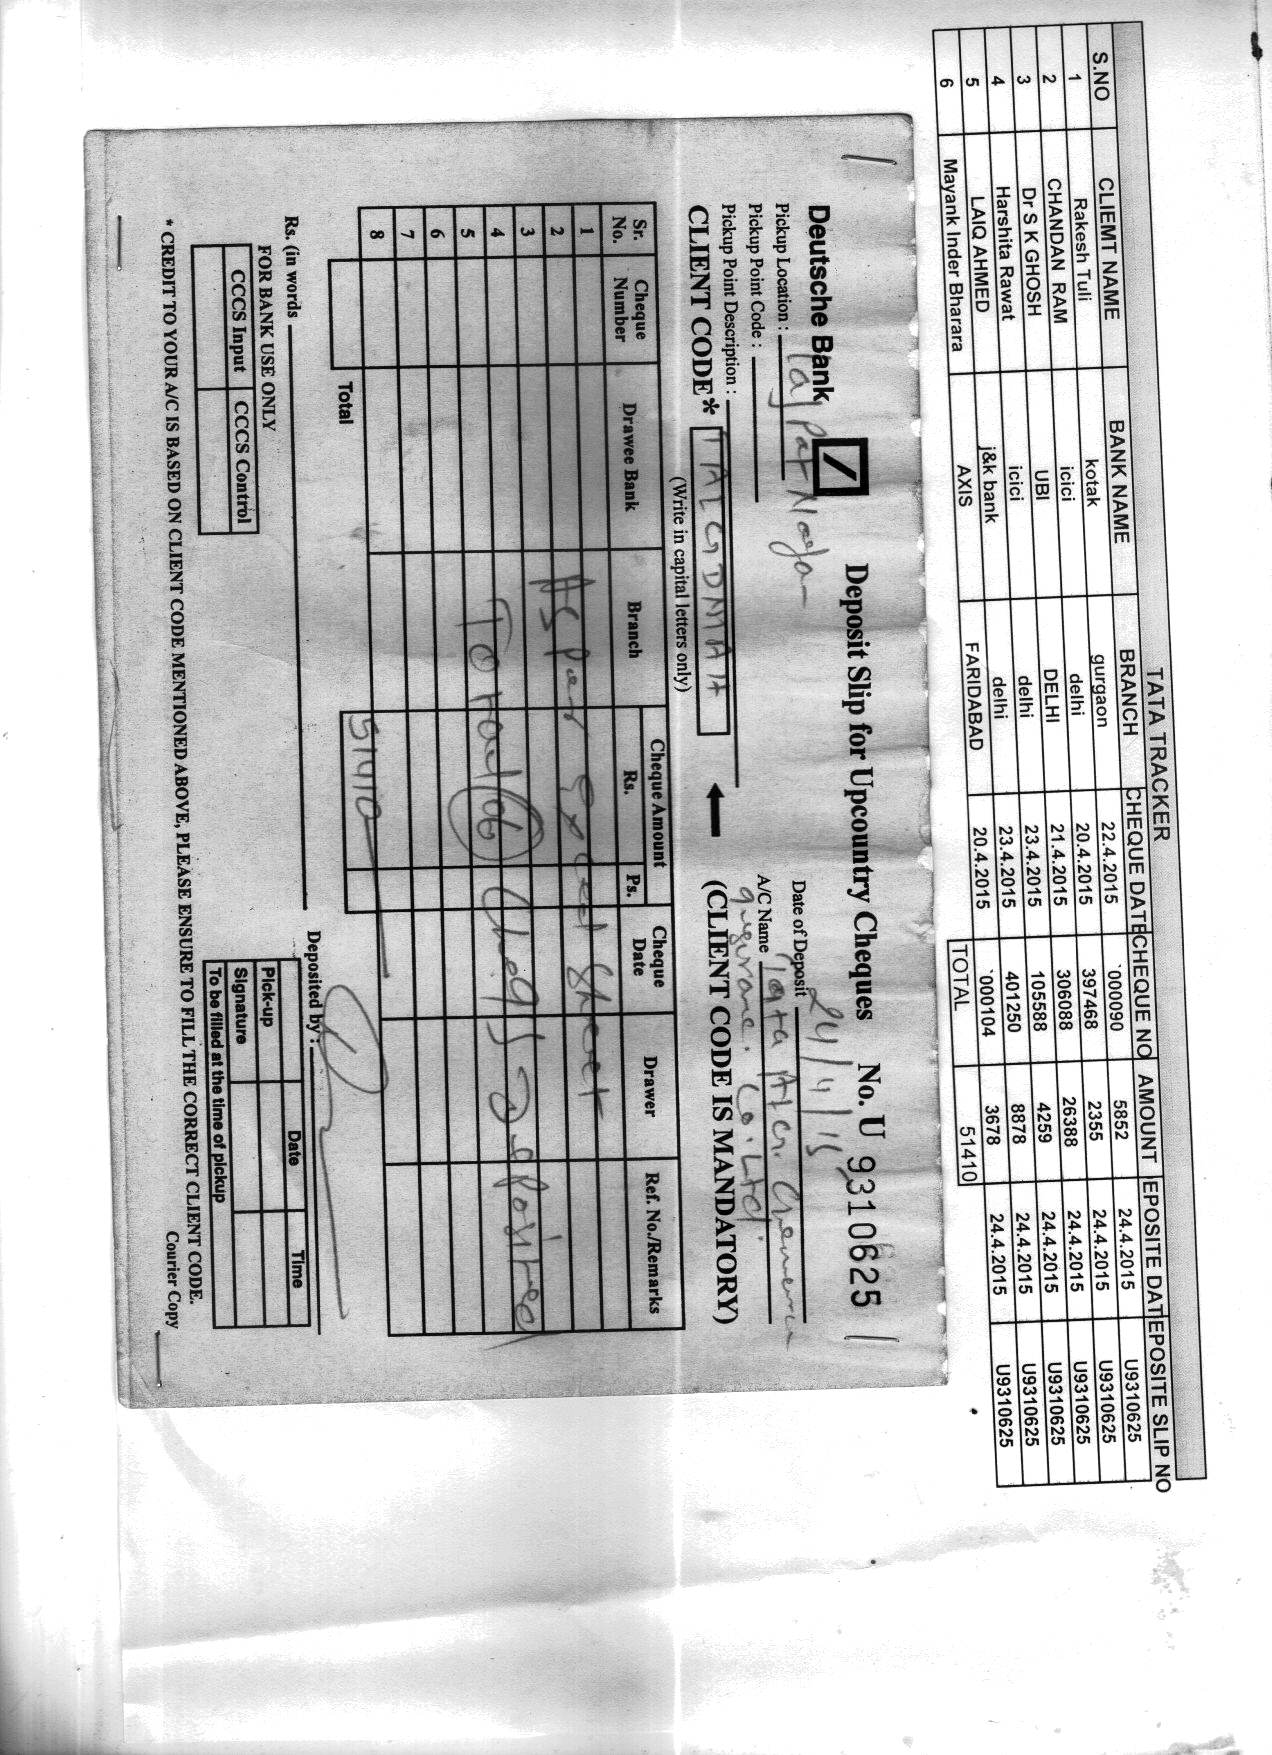 TATA TRACKER
S.NO CLIEMT NAME BANK NAME BRANCH CHEQUE DATE CHEQUE NO AMOUNT EPOSITE DATE EPOSITE SLIP NO
1 Rakesh Tuli kotak gurgaon 22.4.2015 `000090 5852 24.4.2015 U9310625
2 CHANDAN RAM icici delhi 20.4.2015 397468 2355 24.4.2015 U9310625
3 Dr S K GHOSH UBI DELHI 21.4.2015 306088 26388 24.4.2015 U9310625
4 Harshita Rawat icici delhi 23.4.2015 105588 4259 24.4.2015 U9310625
5 LAIQ AHMED j&k bank delhi 23.4.2015 401250 8878 24.4.2015 U9310625
6 Mayank Inder Bharara AXIS FARIDABAD 20.4.2015 `000104 3678 24.4.2015 U9310625
TOTAL 51410
Deutsche Bank Deposit Slip for Upcountry Cheques No. U 9310625
Pickup Location : Lajpat Nagar Date of Deposit 24/4/15
Pickup Point Code : A/C Name Tata
Pickup Point Description : Co. Ltd.
CLIENT CODE* TALGDMAH (CLIENT CODE IS MANDATORY)
(Write in capital letters only)
Sr. No. Cheque Number Drawee Bank Branch Cheque Amount Rs. Ps. Cheque Date Drawer Ref. No./Remarks
1
2 As per Excel Sheet
3
4 Total 06 Cheqs Deposited
5
6
7
8
Total 51410
Rs. (in words Deposited by :
FOR BANK USE ONLY
CCCS Input CCCS Control
Date Time
Pick-up
Signature
To be filled at the time of pickup
* CREDIT TO YOUR A/C IS BASED ON CLIENT CODE MENTIONED ABOVE, PLEASE ENSURE TO FILL THE CORRECT CLIENT CODE.
Courier Copy